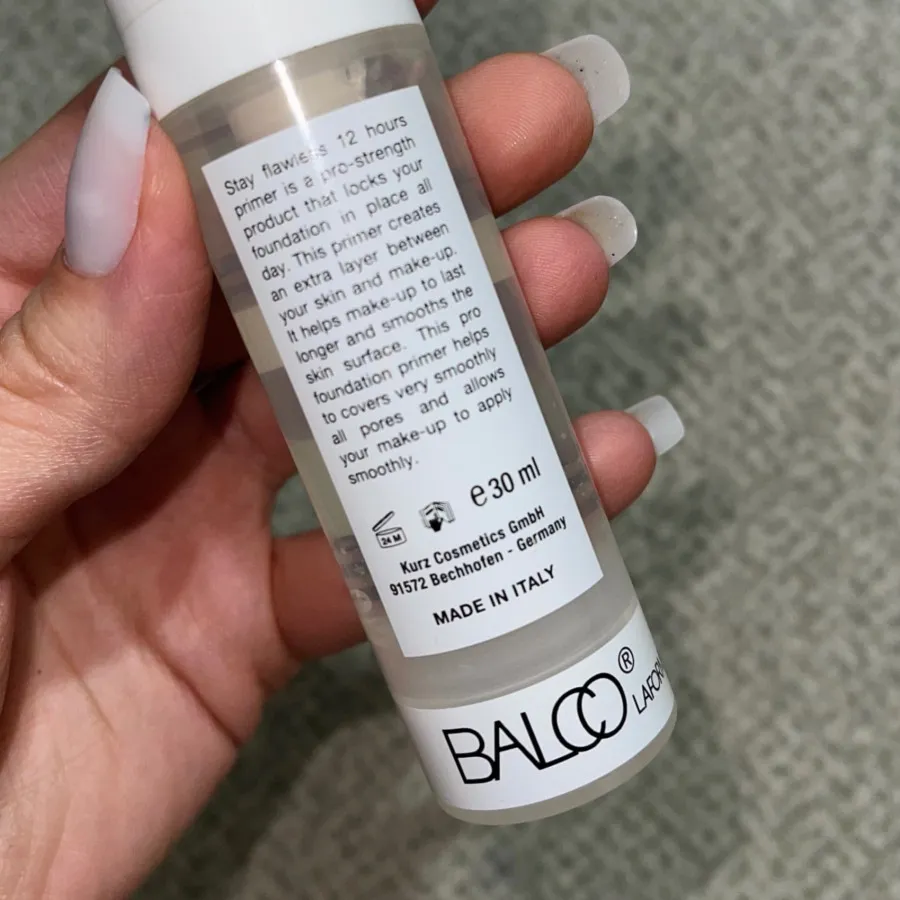 Stay flawless 12 hours
primer is a pro-strength
product that locks your
foundation in place all
day. This primer creates
an extra layer between
your skin and make-up.
It helps make-up to last
longer and smooths the
skin surface. This pro
foundation primer helps
to covers very smoothly
all pores and allows
your make-up to apply
smoothly.
24 M
℮ 30 ml
Kurz Cosmetics GmbH
91572 Bechhofen - Germany
MADE IN ITALY
BALCO®